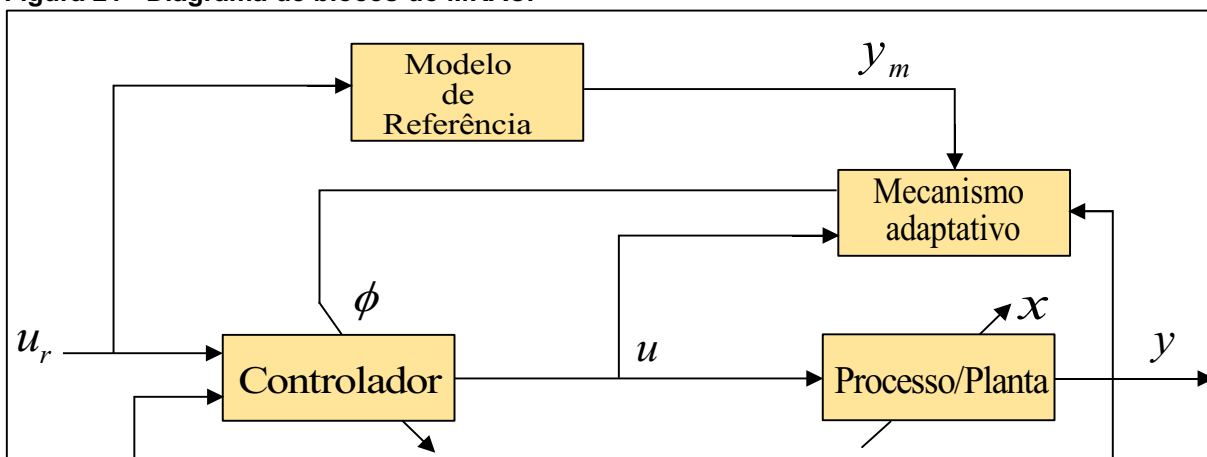 Modelo
de
Referência
y_m
Mecanismo
adaptativo
ϕ
x
u_r
Controlador
u
Processo/Planta
y